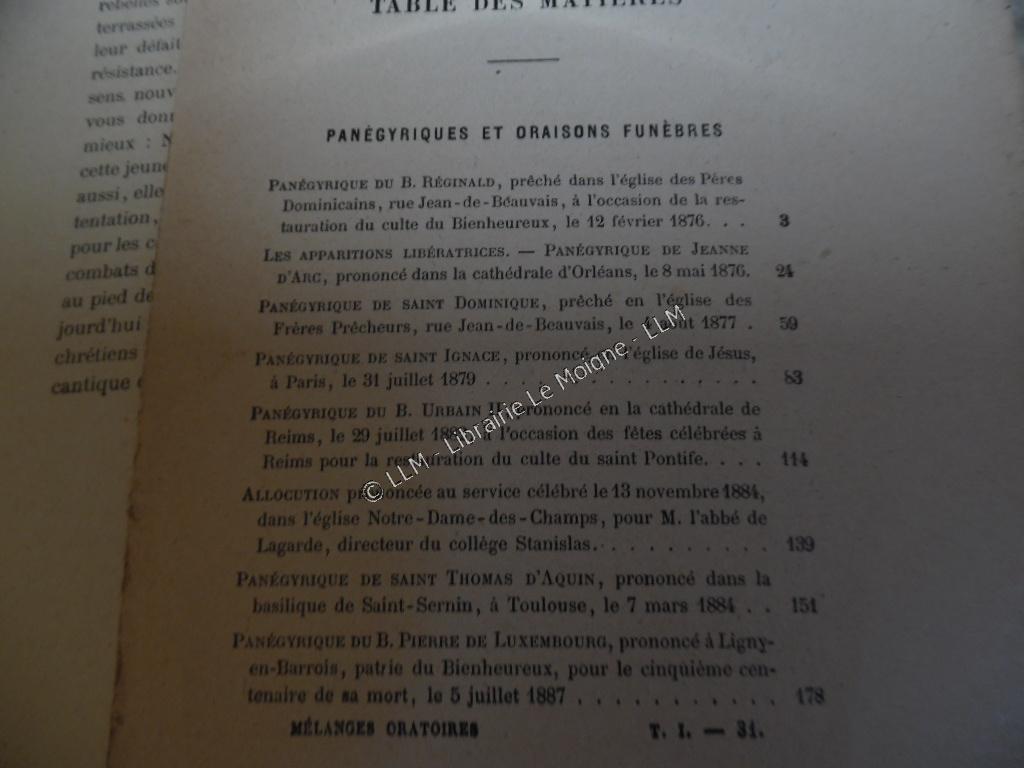 rebelles
terrassées
leur défait
résistance.
sens nouv
vous don
mieux : N
cette jeune
aussi, elle
tentation,
pour les c
combats d
au pied de
jourd'hui
chrétiens
cantique
TABLE DES MATIÈRES
PANÉGYRIQUES ET ORAISONS FUNÈBRES
PANÉGYRIQUE DU B. RÉGINALD, prêché dans l'église des Pères
Dominicains, rue Jean-de-Beauvais, à l'occasion de la res-
tauration du culte du Bienheureux, le 12 février 1876. . . 3
LES APPARITIONS LIBÉRATRICES. — PANÉGYRIQUE DE JEANNE
D'ARC, prononcé dans la cathédrale d'Orléans, le 8 mai 1876. 24
PANÉGYRIQUE DE SAINT DOMINIQUE, prêché en l'église des
Frères Prêcheurs, rue Jean-de-Beauvais, le 4 août 1877 . 59
PANÉGYRIQUE DE SAINT IGNACE, prononcé l'église de Jésus,
à Paris, le 31 juillet 1879 . . . . . . . . . . . . . . . . 83
PANÉGYRIQUE DU B. URBAIN II, prononcé en la cathédrale de
Reims, le 29 juillet à l'occasion des fêtes célébrées à
Reims pour la restauration du culte du saint Pontife. . . . 114
ALLOCUTION prononcée au service célébré le 13 novembre 1884,
dans l'église Notre-Dame-des-Champs, pour M. l'abbé de
Lagarde, directeur du collège Stanislas. . . . . . . . . . 139
PANÉGYRIQUE DE SAINT THOMAS D'AQUIN, prononcé dans la
basilique de Saint-Sernin, à Toulouse, le 7 mars 1884 . . 151
PANÉGYRIQUE DU B. PIERRE DE LUXEMBOURG, prononcé à Ligny-
en-Barrois, patrie du Bienheureux, pour le cinquième cen-
tenaire de sa mort, le 5 juillet 1887 . . . . . . . . . . . 178
MÉLANGES ORATOIRES T. I. — 31.
© LLM - Librairie Le Moigne - LLM